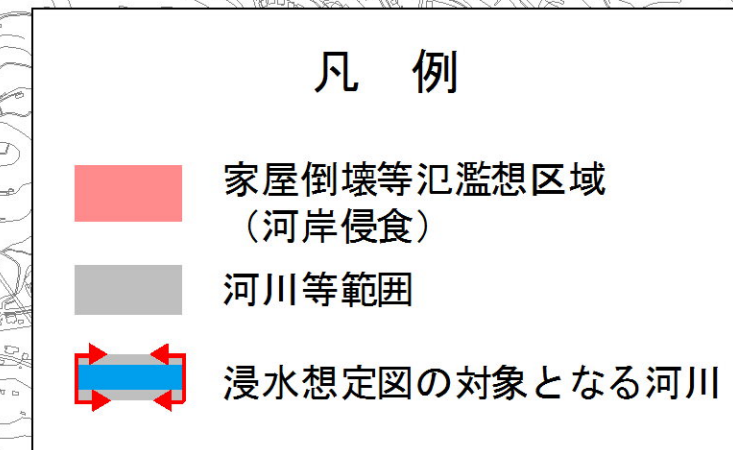 凡　例
家屋倒壊等氾濫想区域
（河岸侵食）
河川等範囲
浸水想定図の対象となる河川